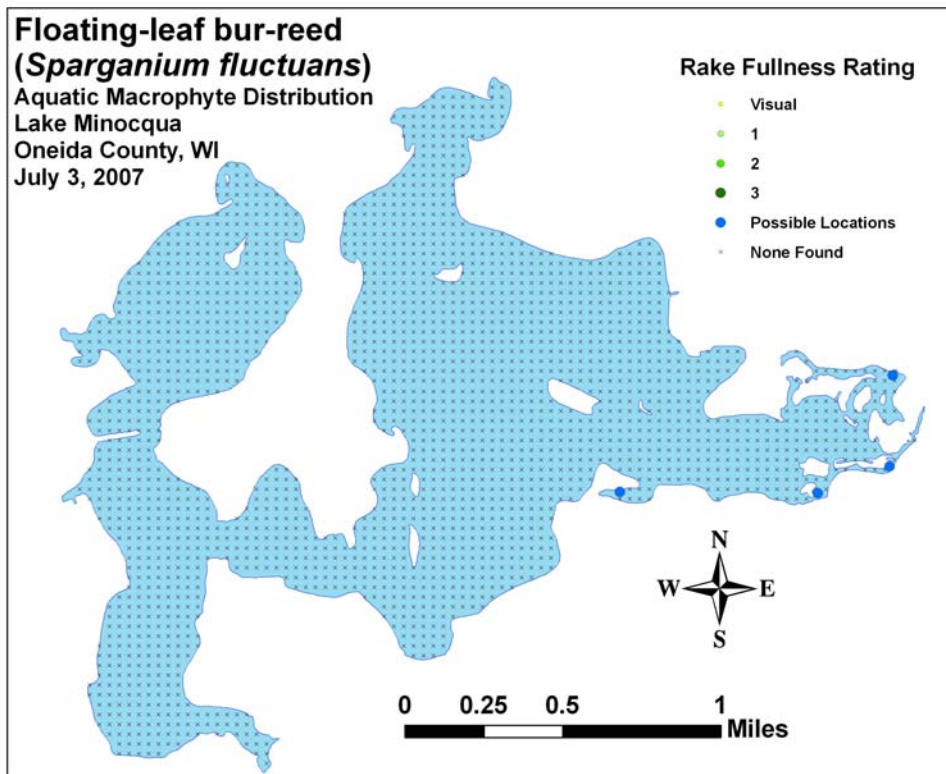 Floating-leaf bur-reed
(Sparganium fluctuans)
Aquatic Macrophyte Distribution
Lake Minocqua
Oneida County, WI
July 3, 2007
Rake Fullness Rating
Visual
1
2
3
Possible Locations
None Found
N
W E
S
0 0.25 0.5 1
Miles